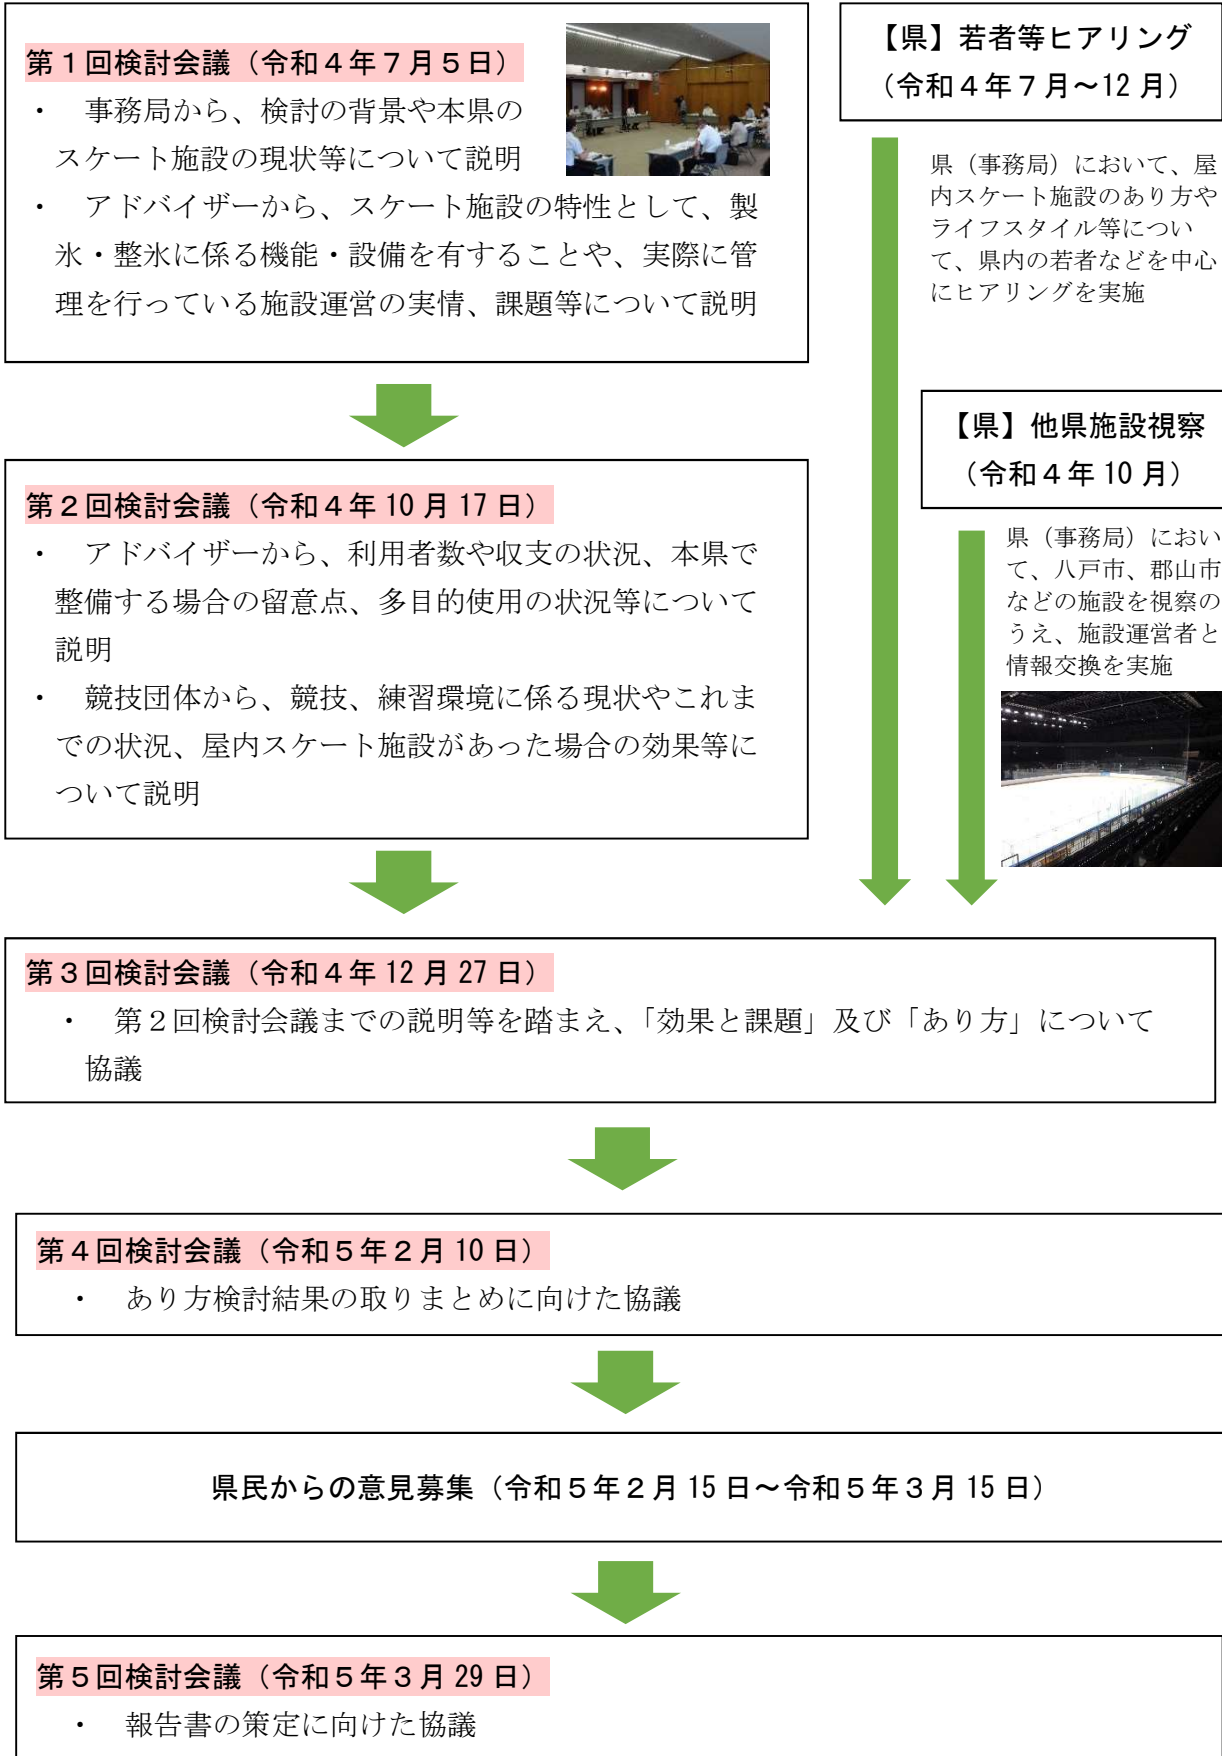 第１回検討会議（令和４年７月５日）
・　事務局から、検討の背景や本県の
スケート施設の現状等について説明
・　アドバイザーから、スケート施設の特性として、製
氷・整氷に係る機能・設備を有することや、実際に管
理を行っている施設運営の実情、課題等について説明
【県】若者等ヒアリング
（令和４年７月～12月）
県（事務局）において、屋
内スケート施設のあり方や
ライフスタイル等につい
て、県内の若者などを中心
にヒアリングを実施
第２回検討会議（令和４年10月17日）
・　アドバイザーから、利用者数や収支の状況、本県で
整備する場合の留意点、多目的使用の状況等について
説明
・　競技団体から、競技、練習環境に係る現状やこれま
での状況、屋内スケート施設があった場合の効果等に
ついて説明
【県】他県施設視察
（令和４年10月）
県（事務局）におい
て、八戸市、郡山市
などの施設を視察の
うえ、施設運営者と
情報交換を実施
第３回検討会議（令和４年12月27日）
・　第２回検討会議までの説明等を踏まえ、「効果と課題」及び「あり方」について
協議
第４回検討会議（令和５年２月10日）
・　あり方検討結果の取りまとめに向けた協議
県民からの意見募集（令和５年２月15日～令和５年３月15日）
第５回検討会議（令和５年３月29日）
・　報告書の策定に向けた協議